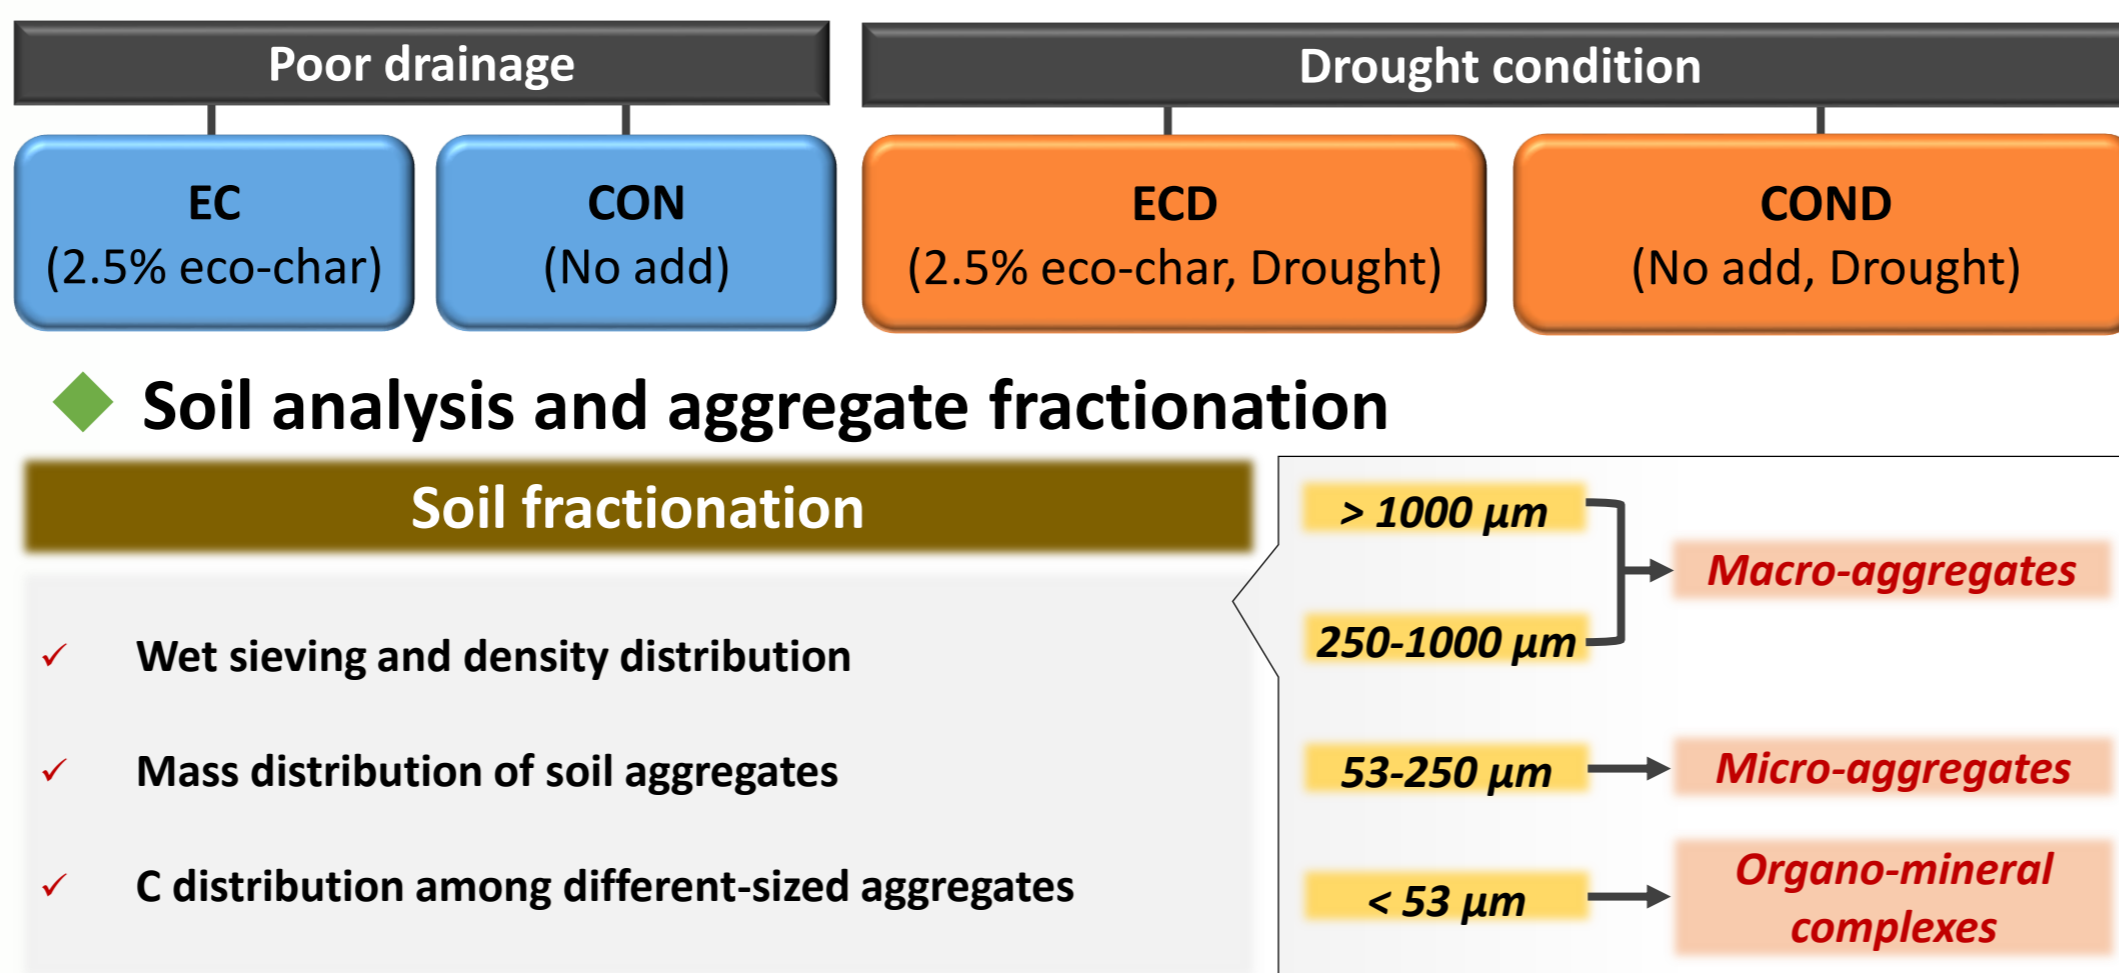 Poor drainage
Drought condition
EC
(2.5% eco-char)
CON
(No add)
ECD
(2.5% eco-char, Drought)
COND
(No add, Drought)
Soil analysis and aggregate fractionation
Soil fractionation
Wet sieving and density distribution
Mass distribution of soil aggregates
C distribution among different-sized aggregates
> 1000 μm
250-1000 μm
Macro-aggregates
53-250 μm
Micro-aggregates
< 53 μm
Organo-mineral
complexes